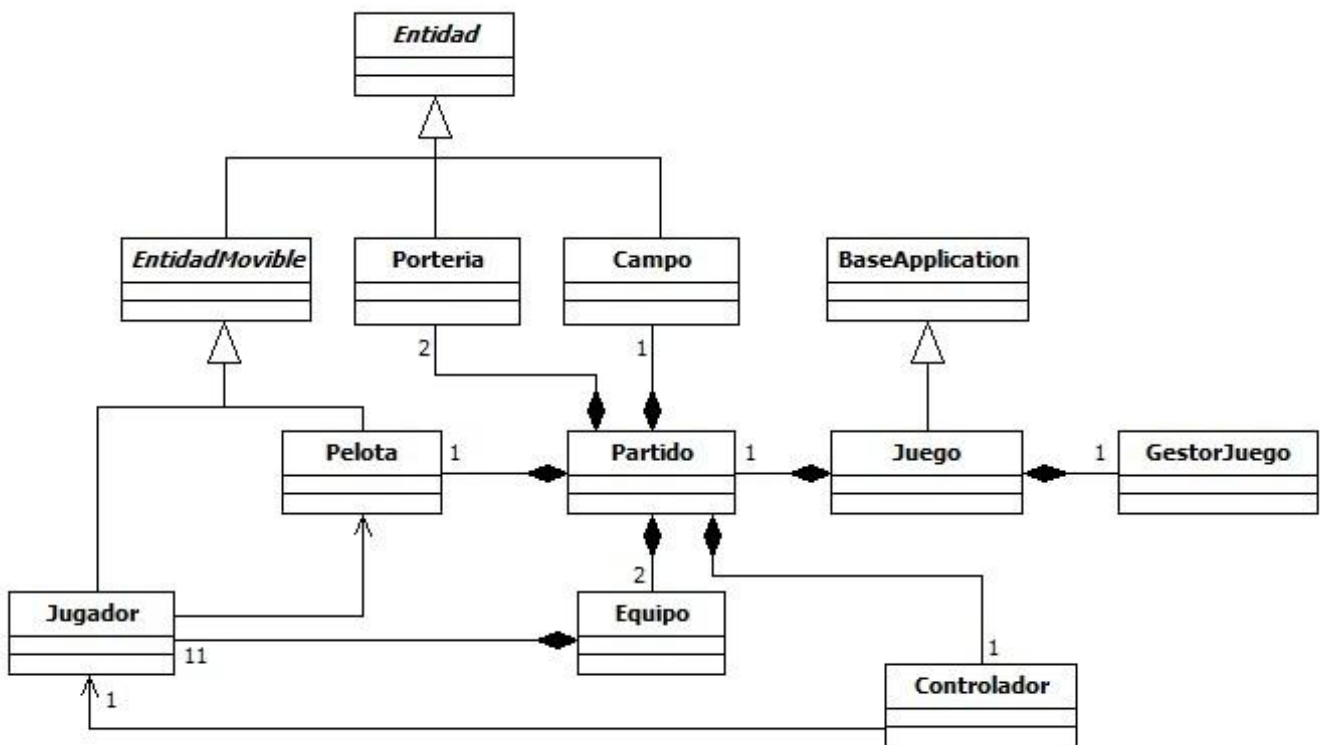 Entidad
EntidadMovible
Porteria
Campo
BaseApplication
2
1
Pelota
1
Partido
1
Juego
1
GestorJuego
2
Jugador
Equipo
11
1
1
Controlador